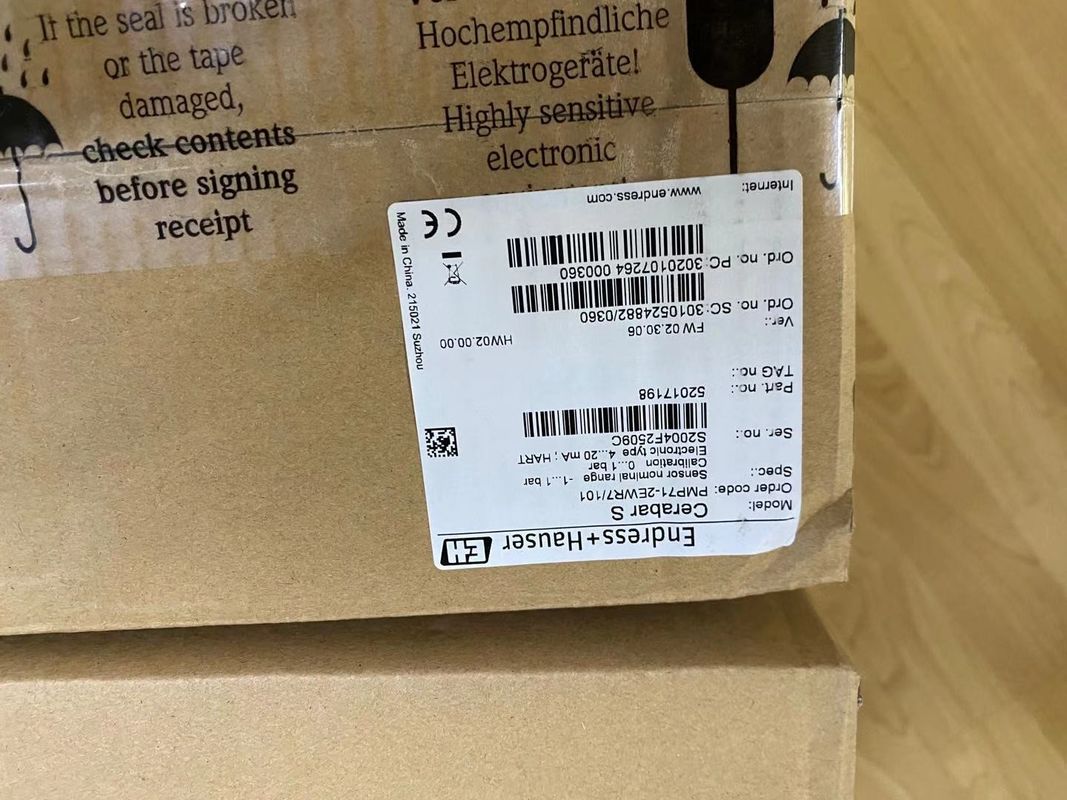 If the seal is broken
or the tape
damaged,
check contents
before signing
receipt
Hochempfindliche
Elektrogeräte!
Highly sensitive
electronic
Endress+Hauser
EH
Model: Cerabar S
Order code: PMP71-2EWR7/101
Spec.: Sensor nominal range -1...1 bar
Calibration 0...1 bar
Electronic type 4...20 mA ; HART
Ser. no.: S2004F2509C
Part. no.: 52017198
TAG no.:
Ver.: FW 02.30.06 HW02.00.00
Ord. no. SC: 3010524882/0360
Ord. no. PC: 3020107264 000360
Internet: www.endress.com
CE
Made in China. 215021 Suzhou